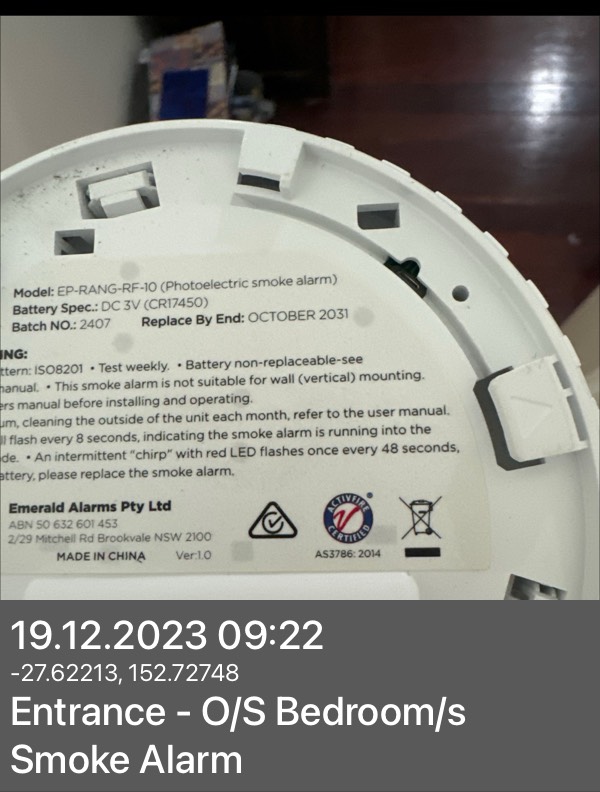 Model: EP-RANG-RF-10 (Photoelectric smoke alarm)
Battery Spec.: DC 3V (CR17450)
Batch NO.: 2407 Replace By End: OCTOBER 2031
ING:
ttern: ISO8201 • Test weekly. • Battery non-replaceable-see
manual. • This smoke alarm is not suitable for wall (vertical) mounting.
ers manual before installing and operating.
um, cleaning the outside of the unit each month, refer to the user manual.
ll flash every 8 seconds, indicating the smoke alarm is running into the
de. • An intermittent "chirp" with red LED flashes once every 48 seconds,
attery, please replace the smoke alarm.
Emerald Alarms Pty Ltd
ABN 50 632 601 453
2/29 Mitchell Rd Brookvale NSW 2100
MADE IN CHINA Ver:1.0
ACTIVFIRE
CERTIFIED
AS3786: 2014
19.12.2023 09:22
-27.62213, 152.72748
Entrance - O/S Bedroom/s
Smoke Alarm